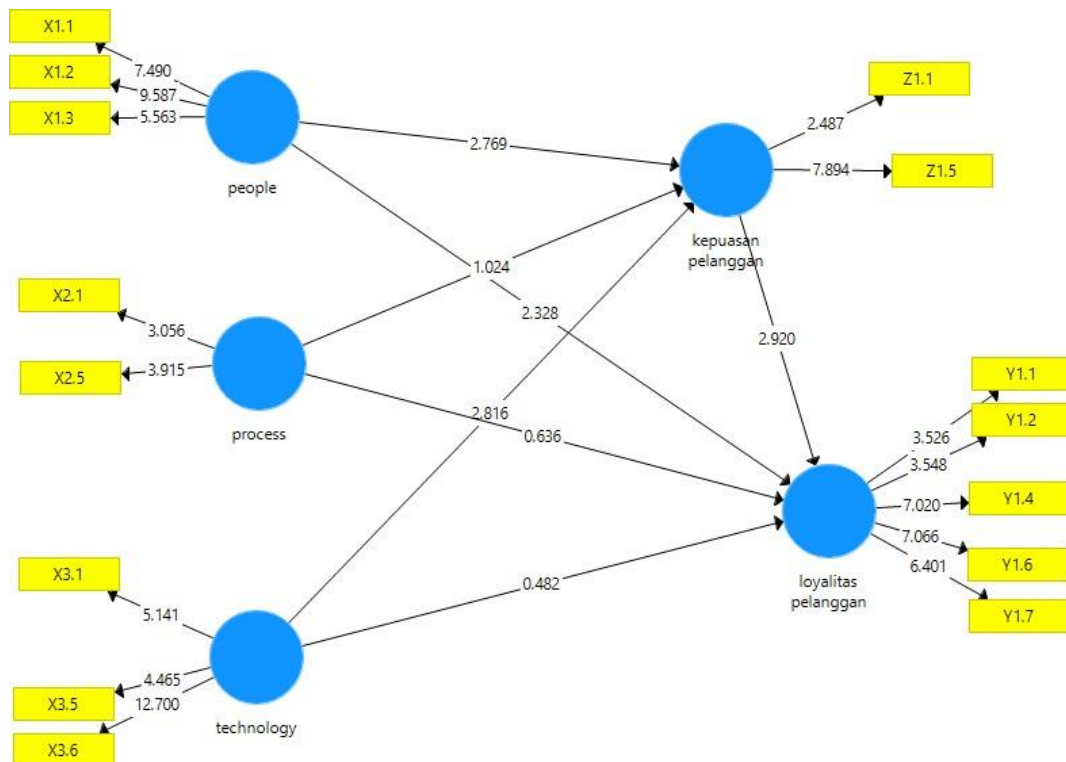 X1.1
7.490
X1.2
9.587
X1.3
5.563
people
2.769
Z1.1
2.487
7.894
Z1.5
kepuasan
pelanggan
1.024
2.328
2.920
X2.1
3.056
X2.5
3.915
process
2.816
0.636
Y1.1
3.526
Y1.2
3.548
7.020
Y1.4
7.066
Y1.6
6.401
Y1.7
loyalitas
pelanggan
X3.1
5.141
0.482
4.465
X3.5
12.700
X3.6
technology